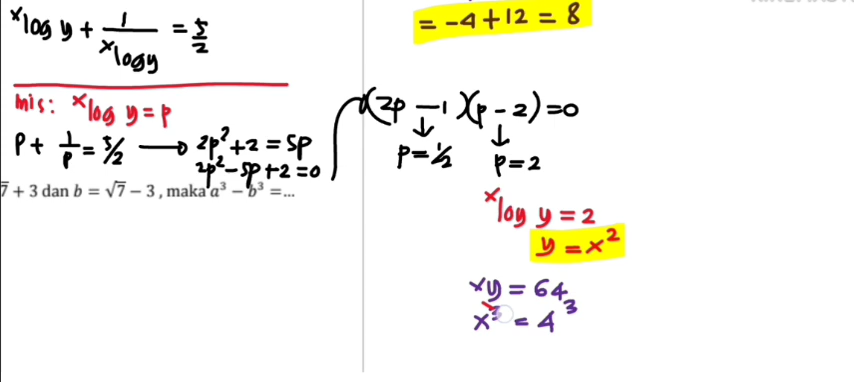 ˣlog y + 1/ˣlog y = 5/2
mis: ˣlog y = p
p + 1/p = 5/2 → 2p² + 2 = 5p
2p² - 5p + 2 = 0
+ 3 dan b = √7 − 3 , maka a³ − b³ =...
= -4 + 12 = 8
(2p - 1)(p - 2) = 0
p = 1/2
p = 2
ˣlog y = 2
y = x²
xy = 64
x³ = 4³